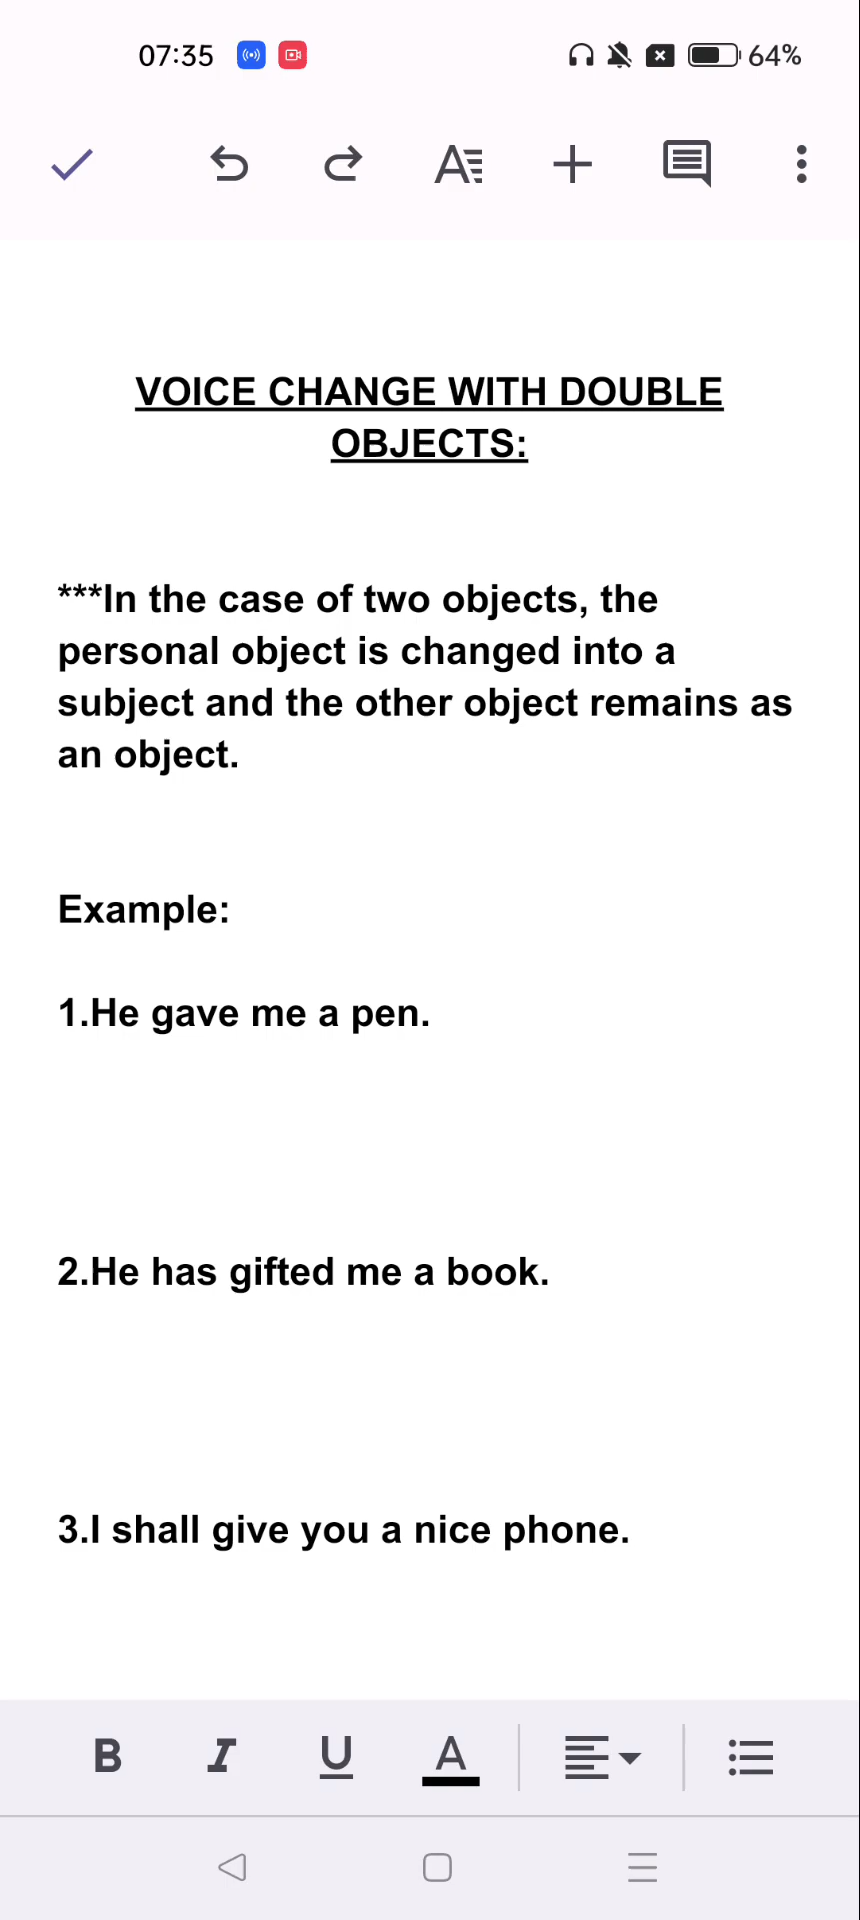 07:35 64%
VOICE CHANGE WITH DOUBLE
OBJECTS:
***In the case of two objects, the
personal object is changed into a
subject and the other object remains as
an object.
Example:
1.He gave me a pen.
2.He has gifted me a book.
3.I shall give you a nice phone.
B I U A